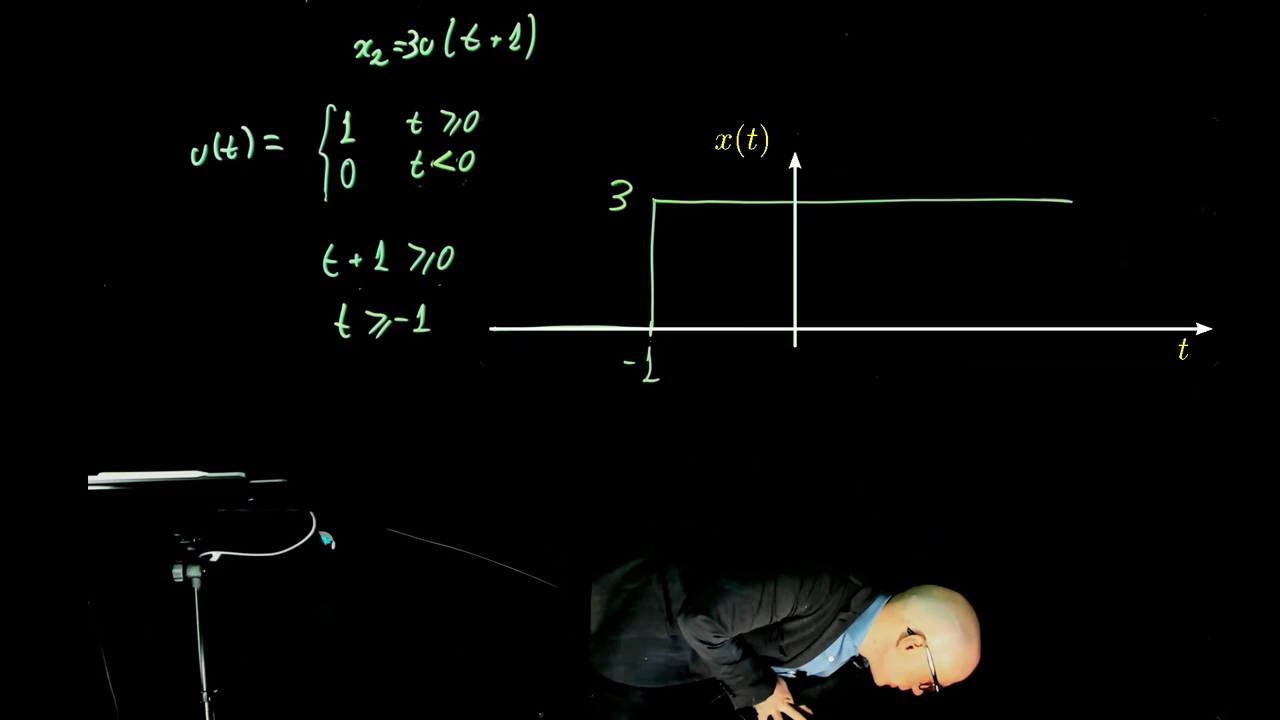 x₂=3u(t+1)
u(t)= { 1 t ⩾0
0 t<0
t+1 ⩾0
t ⩾-1
x(t)
3
-1
t